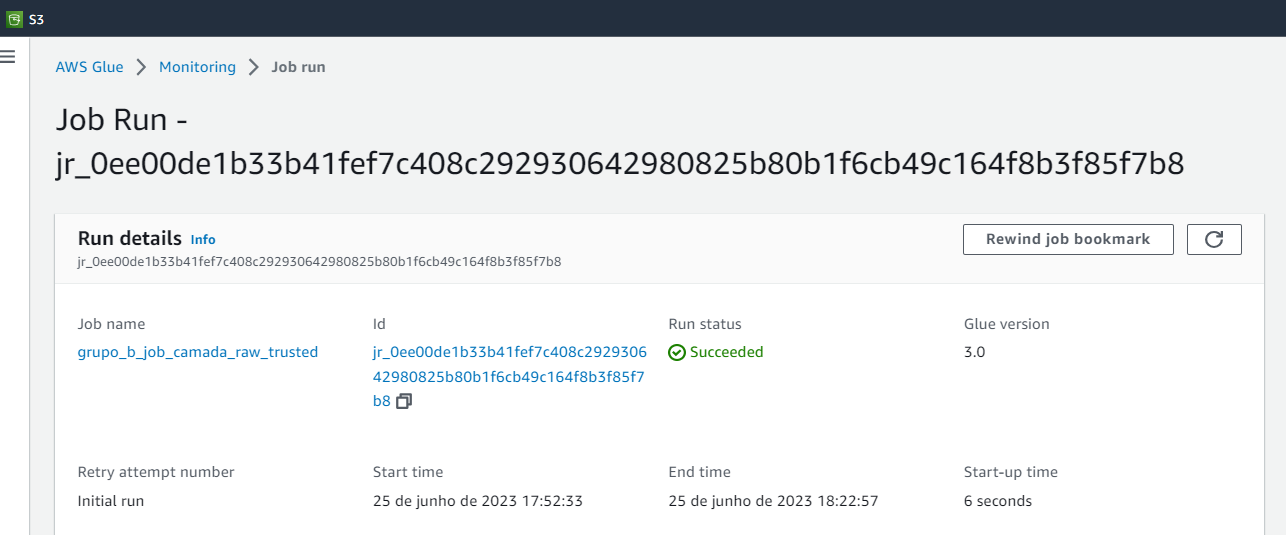 S3
AWS Glue > Monitoring > Job run
Job Run -
jr_0ee00de1b33b41fef7c408c292930642980825b80b1f6cb49c164f8b3f85f7b8
Run details Info
Rewind job bookmark
jr_0ee00de1b33b41fef7c408c292930642980825b80b1f6cb49c164f8b3f85f7b8
Job name
grupo_b_job_camada_raw_trusted
Id
jr_0ee00de1b33b41fef7c408c2929306
42980825b80b1f6cb49c164f8b3f85f7
b8
Run status
Succeeded
Glue version
3.0
Retry attempt number
Initial run
Start time
25 de junho de 2023 17:52:33
End time
25 de junho de 2023 18:22:57
Start-up time
6 seconds